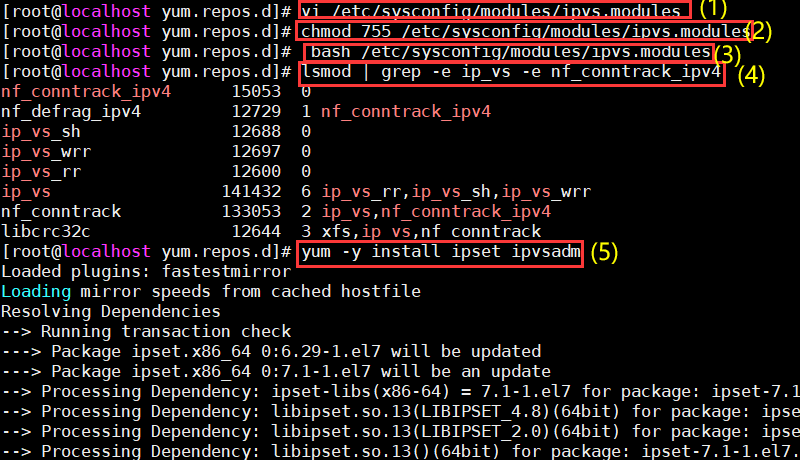 [root@localhost yum.repos.d]# vi /etc/sysconfig/modules/ipvs.modules (1)
[root@localhost yum.repos.d]# chmod 755 /etc/sysconfig/modules/ipvs.modules (2)
[root@localhost yum.repos.d]#  bash /etc/sysconfig/modules/ipvs.modules (3)
[root@localhost yum.repos.d]# lsmod | grep -e ip_vs -e nf_conntrack_ipv4 (4)
nf_conntrack_ipv4      15053  0
nf_defrag_ipv4         12729  1 nf_conntrack_ipv4
ip_vs_sh               12688  0
ip_vs_wrr              12697  0
ip_vs_rr               12600  0
ip_vs                 141432  6 ip_vs_rr,ip_vs_sh,ip_vs_wrr
nf_conntrack          133053  2 ip_vs,nf_conntrack_ipv4
libcrc32c              12644  3 xfs,ip_vs,nf_conntrack
[root@localhost yum.repos.d]# yum -y install ipset ipvsadm (5)
Loaded plugins: fastestmirror
Loading mirror speeds from cached hostfile
Resolving Dependencies
--> Running transaction check
---> Package ipset.x86_64 0:6.29-1.el7 will be updated
---> Package ipset.x86_64 0:7.1-1.el7 will be an update
--> Processing Dependency: ipset-libs(x86-64) = 7.1-1.el7 for package: ipset-7.1
--> Processing Dependency: libipset.so.13(LIBIPSET_4.8)(64bit) for package: ipse
--> Processing Dependency: libipset.so.13(LIBIPSET_2.0)(64bit) for package: ipse
--> Processing Dependency: libipset.so.13()(64bit) for package: ipset-7.1-1.el7.